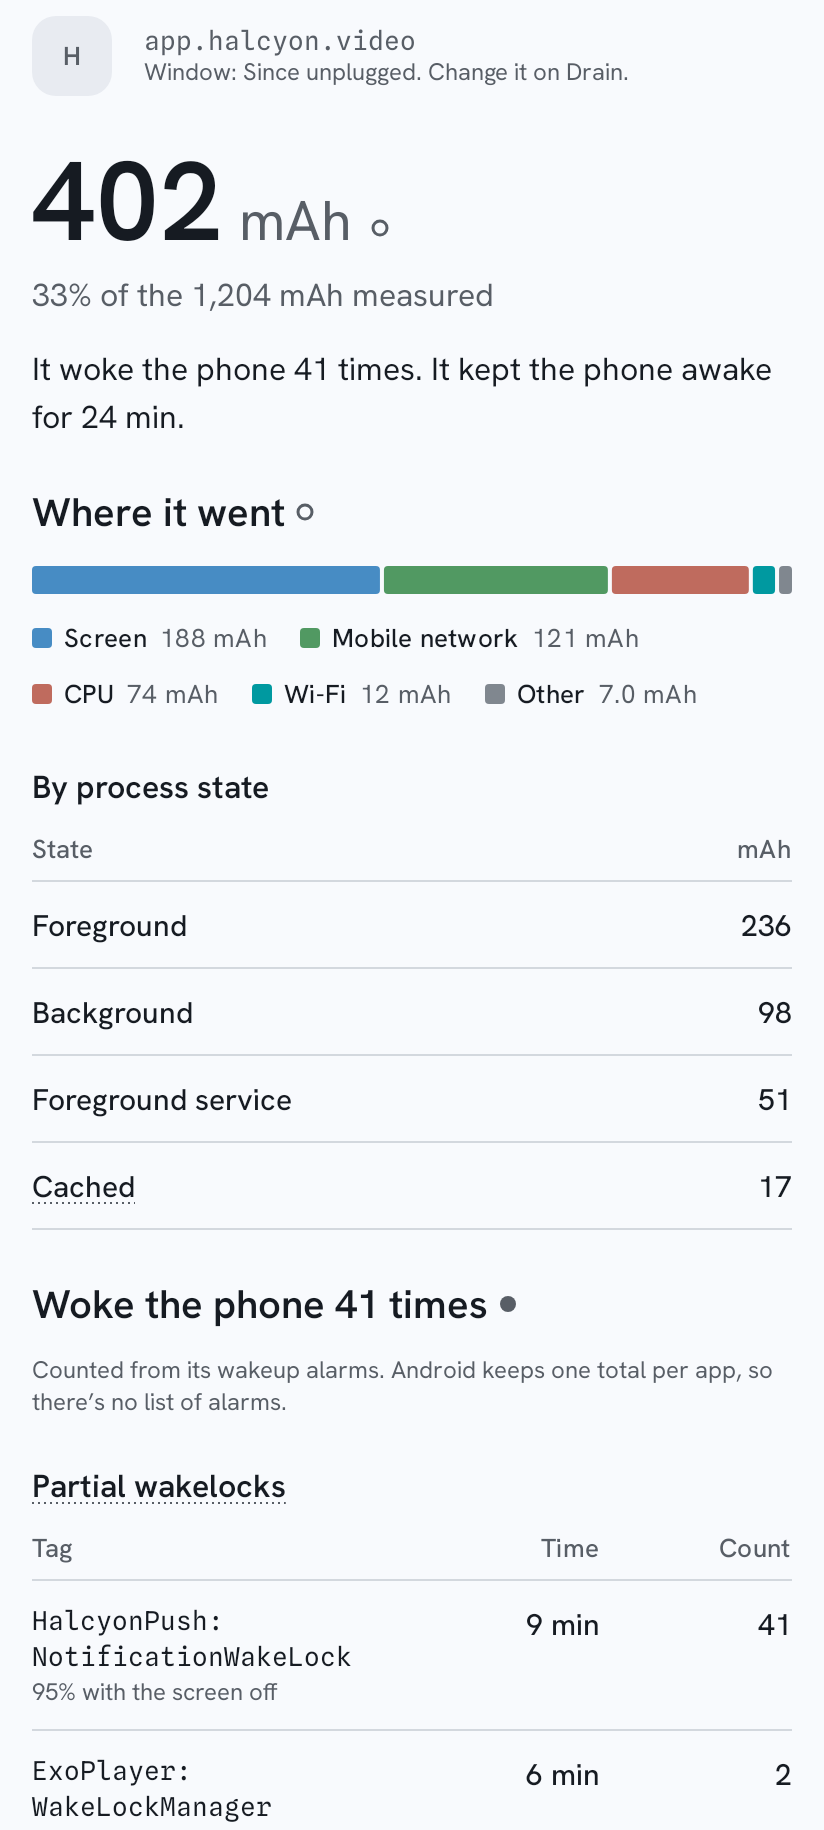 H
app.halcyon.video
Window: Since unplugged. Change it on Drain.
402 mAh
33% of the 1,204 mAh measured
It woke the phone 41 times. It kept the phone awake
for 24 min.
Where it went
Screen 188 mAh Mobile network 121 mAh
CPU 74 mAh Wi-Fi 12 mAh Other 7.0 mAh
By process state
State mAh
Foreground 236
Background 98
Foreground service 51
Cached 17
Woke the phone 41 times
Counted from its wakeup alarms. Android keeps one total per app, so
there’s no list of alarms.
Partial wakelocks
Tag Time Count
HalcyonPush: 9 min 41
NotificationWakeLock
95% with the screen off
ExoPlayer: 6 min 2
WakeLockManager